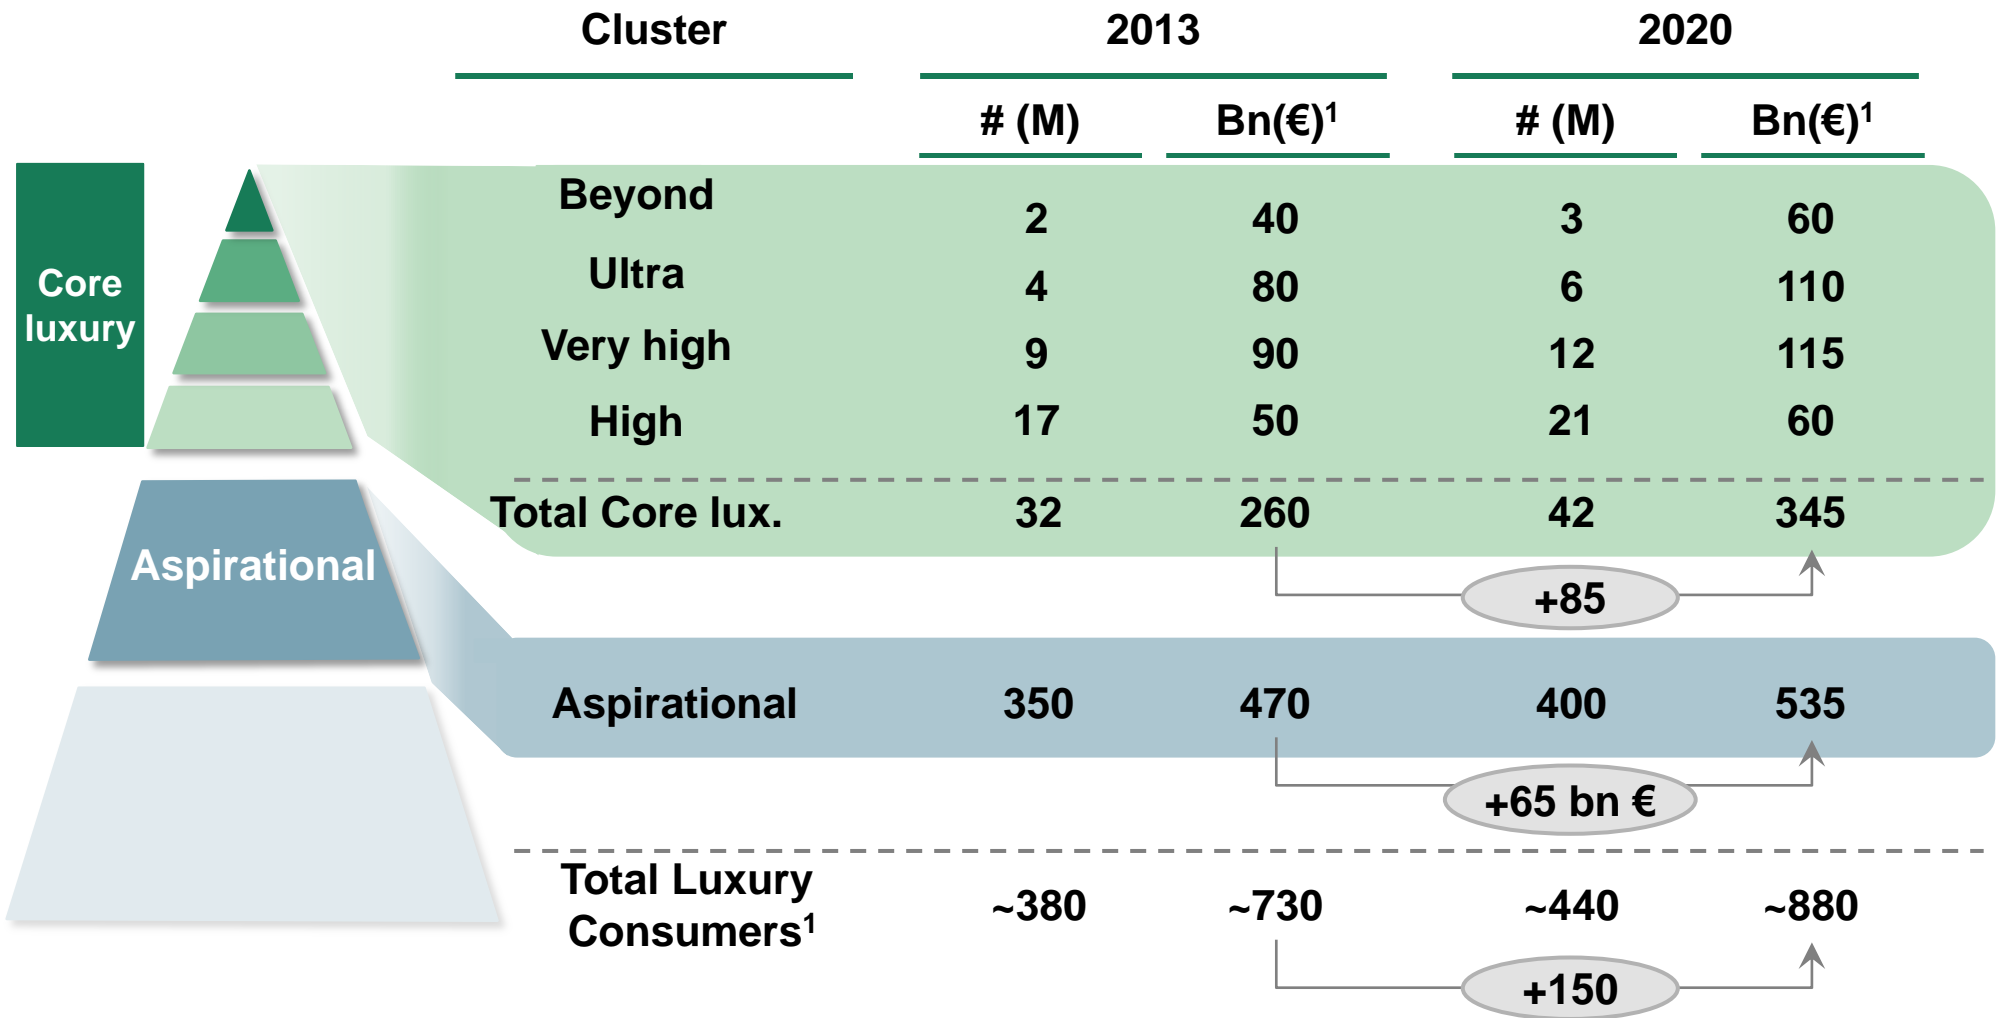 Cluster 2013 2020
# (M) Bn(€)¹ # (M) Bn(€)¹
Core
luxury
Beyond 2 40 3 60
Ultra 4 80 6 110
Very high 9 90 12 115
High 17 50 21 60
Total Core lux. 32 260 42 345
+85
Aspirational
Aspirational 350 470 400 535
+65 bn €
Total Luxury
Consumers¹ ~380 ~730 ~440 ~880
+150